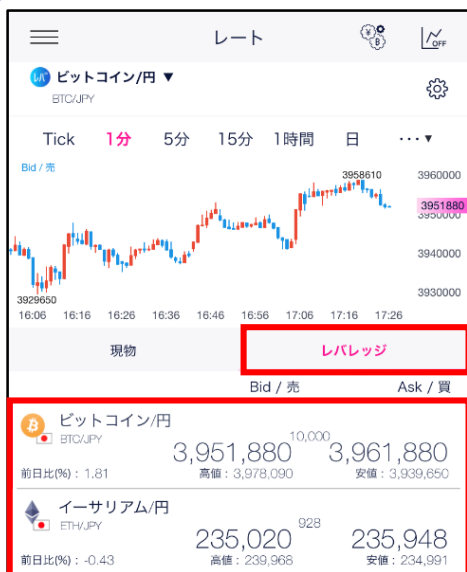 レート
OFF
レバ ビットコイン/円 ▼
BTC/JPY
Tick 1分 5分 15分 1時間 日 ・・・▼
Bid / 売
3958610 3960000
3951880
3950000
3940000
3930000
3929650
16:06 16:16 16:26 16:36 16:46 16:56 17:06 17:16 17:26
現物 レバレッジ
Bid / 売 Ask / 買
ビットコイン/円
BTC/JPY
3,951,880 10,000 3,961,880
前日比(%) : 1.81 高値 : 3,978,090 安値 : 3,939,650
イーサリアム/円
ETH/JPY
235,020 928 235,948
前日比(%) : -0.43 高値 : 239,968 安値 : 234,991